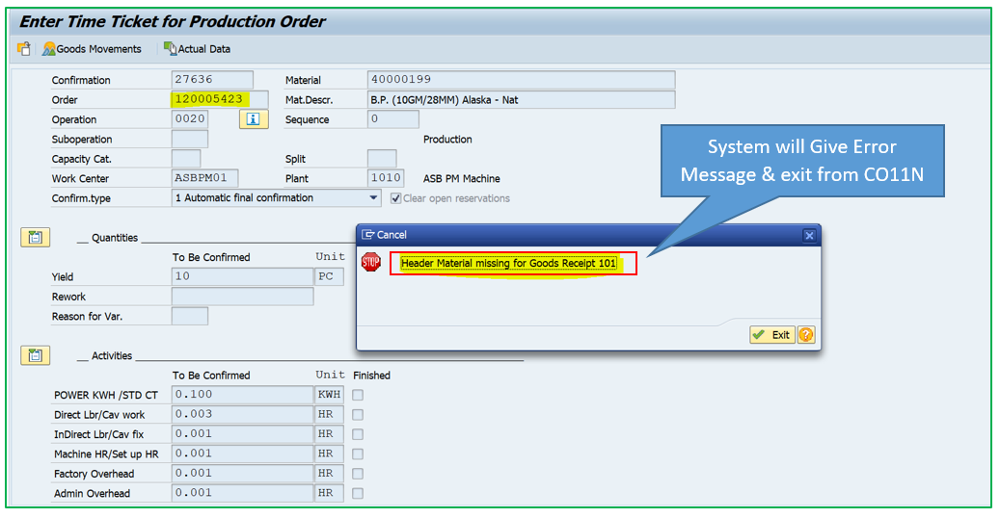 Enter Time Ticket for Production Order
Goods Movements Actual Data
Confirmation 27636 Material 40000199
Order 120005423 Mat.Descr. B.P. (10GM/28MM) Alaska - Nat
Operation 0020 Sequence 0
Suboperation Production
Capacity Cat. Split
Work Center ASBPM01 Plant 1010 ASB PM Machine
Confirm.type 1 Automatic final confirmation Clear open reservations
System will Give Error
Message & exit from CO11N
Quantities
To Be Confirmed Unit
Yield 10 PC
Rework
Reason for Var.
Cancel
STOP Header Material missing for Goods Receipt 101
Exit
Activities
To Be Confirmed Unit Finished
POWER KWH /STD CT 0.100 KWH
Direct Lbr/Cav work 0.003 HR
InDirect Lbr/Cav fix 0.001 HR
Machine HR/Set up HR 0.001 HR
Factory Overhead 0.001 HR
Admin Overhead 0.001 HR